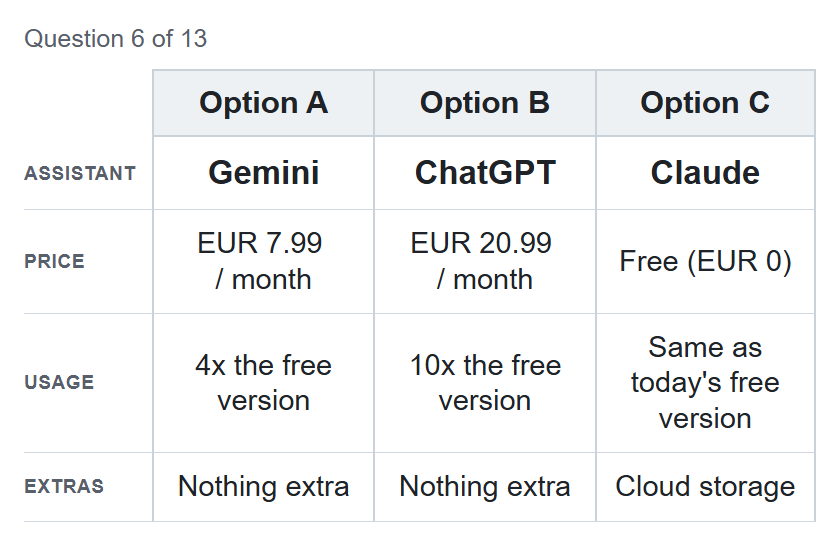 Question 6 of 13
Option A Option B Option C
ASSISTANT Gemini ChatGPT Claude
PRICE EUR 7.99 / month EUR 20.99 / month Free (EUR 0)
USAGE 4x the free version 10x the free version Same as today's free version
EXTRAS Nothing extra Nothing extra Cloud storage